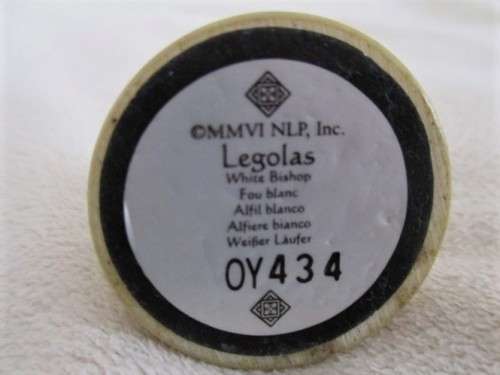 ©MMVI NLP, Inc.
Legolas
White Bishop
Fou blanc
Alfil blanco
Alfiere bianco
Weißer Läufer
OY434